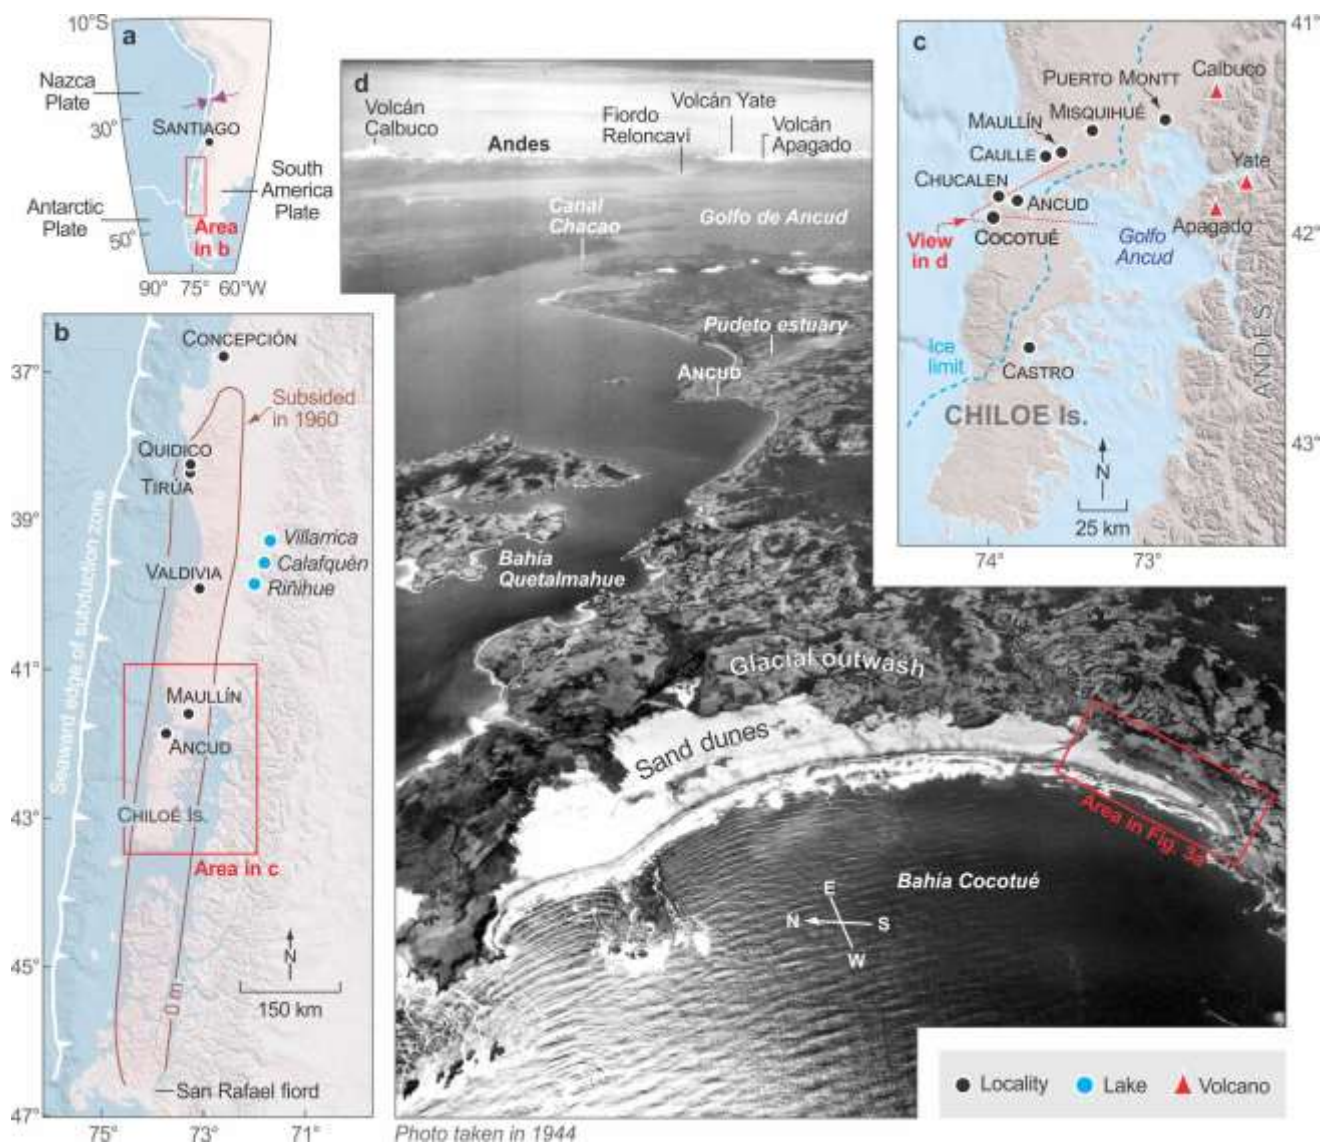 a
10°S
30°
50°
90°
75°
60°W
Nazca
Plate
SANTIAGO
South
America
Plate
Antarctic
Plate
Area
in b
b
37°
39°
41°
43°
45°
47°
75°
73°
71°
CONCEPCIÓN
Subsided
in 1960
QUIDICO
TIRÚA
Villarrica
Calafquén
Riñihue
VALDIVIA
Seaward edge of subduction zone
MAULLÍN
ANCUD
CHILOÉ IS.
Area in c
N
150 km
0 m
San Rafael fiord
c
41°
42°
43°
74°
73°
PUERTO MONTT
Calbuco
MISQUIHUÉ
MAULLÍN
CAULLE
Yate
CHUCALEN
ANCUD
Apagado
View
in d
COCOTUÉ
Golfo
Ancud
Ice
limit
CASTRO
ANDES
CHILOE Is.
N
25 km
d
Volcán
Calbuco
Andes
Fiordo
Reloncaví
Volcán Yate
Volcán
Apagado
Canal
Chacao
Golfo de Ancud
Pudeto estuary
ANCUD
Bahía
Quetalmahue
Glacial outwash
Sand dunes
Area in Fig. 3a
Bahía Cocotué
E
N
S
W
Photo taken in 1944
Locality
Lake
Volcano